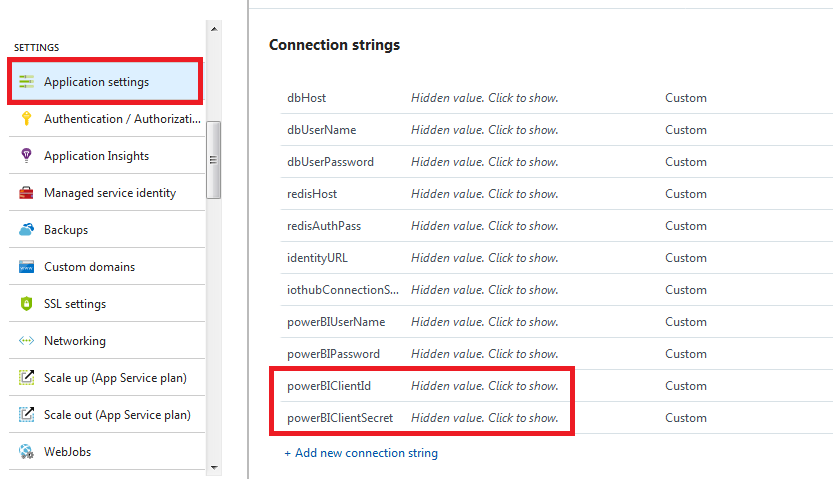 SETTINGS
Application settings
Authentication / Authorizati...
Application Insights
Managed service identity
Backups
Custom domains
SSL settings
Networking
Scale up (App Service plan)
Scale out (App Service plan)
WebJobs
Connection strings
dbHost Hidden value. Click to show. Custom
dbUserName Hidden value. Click to show. Custom
dbUserPassword Hidden value. Click to show. Custom
redisHost Hidden value. Click to show. Custom
redisAuthPass Hidden value. Click to show. Custom
identityURL Hidden value. Click to show. Custom
iothubConnectionS... Hidden value. Click to show. Custom
powerBIUserName Hidden value. Click to show. Custom
powerBIPassword Hidden value. Click to show. Custom
powerBIClientId Hidden value. Click to show. Custom
powerBIClientSecret Hidden value. Click to show. Custom
+ Add new connection string